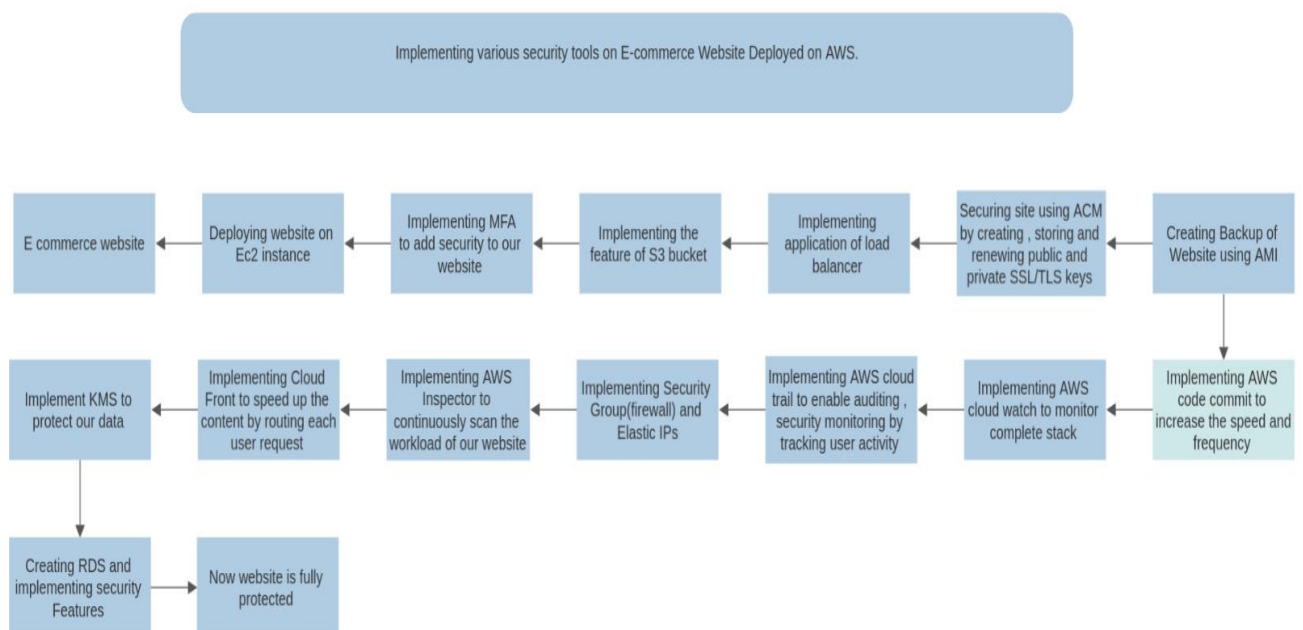 Implementing various security tools on E-commerce Website Deployed on AWS.
E commerce website
Deploying website on
Ec2 instance
Implementing MFA
to add security to our
website
Implementing the
feature of S3 bucket
Implementing
application of load
balancer
Securing site using ACM
by creating , storing and
renewing public and
private SSL/TLS keys
Creating Backup of
Website using AMI
Implement KMS to
protect our data
Implementing Cloud
Front to speed up the
content by routing each
user request
Implementing AWS
Inspector to
continuously scan the
workload of our website
Implementing Security
Group(firewall) and
Elastic IPs
Implementing AWS cloud
trail to enable auditing ,
security monitoring by
tracking user activity
Implementing AWS
cloud watch to monitor
complete stack
Implementing AWS
code commit to
increase the speed and
frequency
Creating RDS and
implementing security
Features
Now website is fully
protected